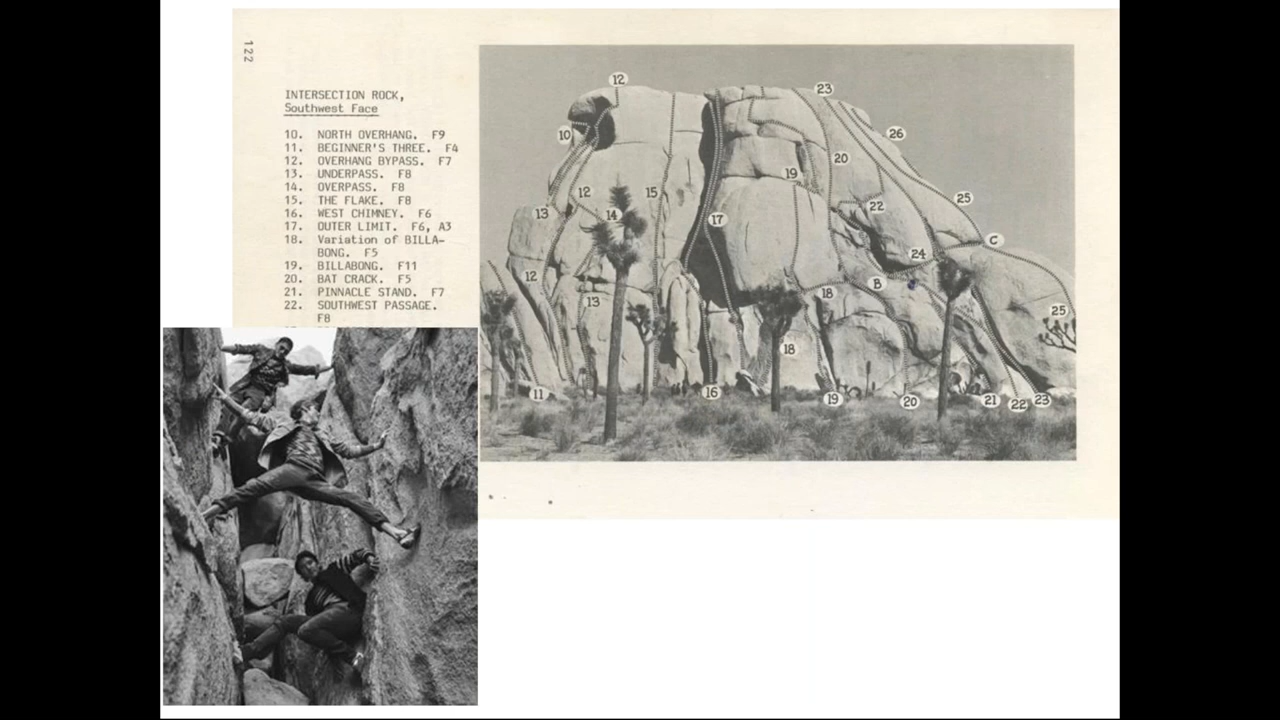 122
INTERSECTION ROCK,
Southwest Face
10. NORTH OVERHANG. F9
11. BEGINNER'S THREE. F4
12. OVERHANG BYPASS. F7
13. UNDERPASS. F8
14. OVERPASS. F8
15. THE FLAKE. F8
16. WEST CHIMNEY. F6
17. OUTER LIMIT. F6, A3
18. Variation of BILLA-
BONG. F5
19. BILLABONG. F11
20. BAT CRACK. F5
21. PINNACLE STAND. F7
22. SOUTHWEST PASSAGE.
F8
12
23
10
26
20
19
12
15
25
22
13
14
17
C
24
12
B
13
18
25
18
11
16
19
20
21
22
23